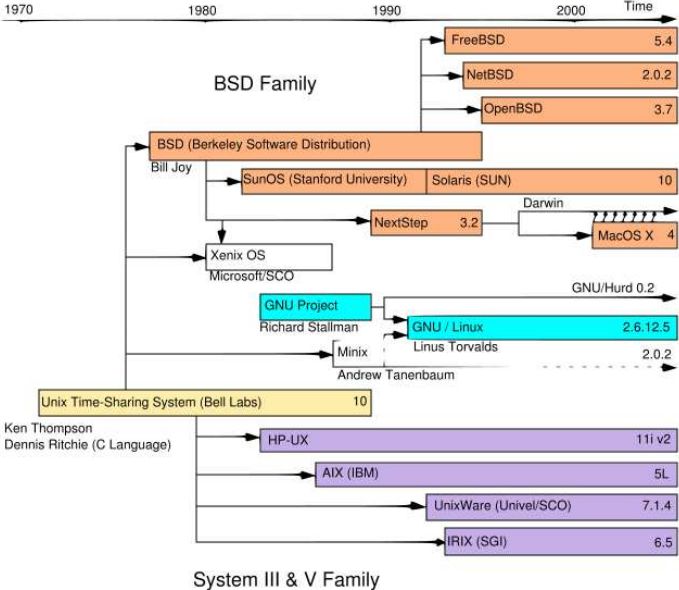 1970 1980 1990 2000 Time
FreeBSD 5.4
NetBSD 2.0.2
BSD Family
OpenBSD 3.7
BSD (Berkeley Software Distribution)
Bill Joy
SunOS (Stanford University) Solaris (SUN) 10
Darwin
NextStep 3.2
MacOS X 4
Xenix OS
Microsoft/SCO
GNU/Hurd 0.2
GNU Project
Richard Stallman
GNU / Linux 2.6.12.5
Linus Torvalds
Minix 2.0.2
Andrew Tanenbaum
Unix Time-Sharing System (Bell Labs) 10
Ken Thompson
Dennis Ritchie (C Language)
HP-UX 11i v2
AIX (IBM) 5L
UnixWare (Univel/SCO) 7.1.4
IRIX (SGI) 6.5
System III & V Family